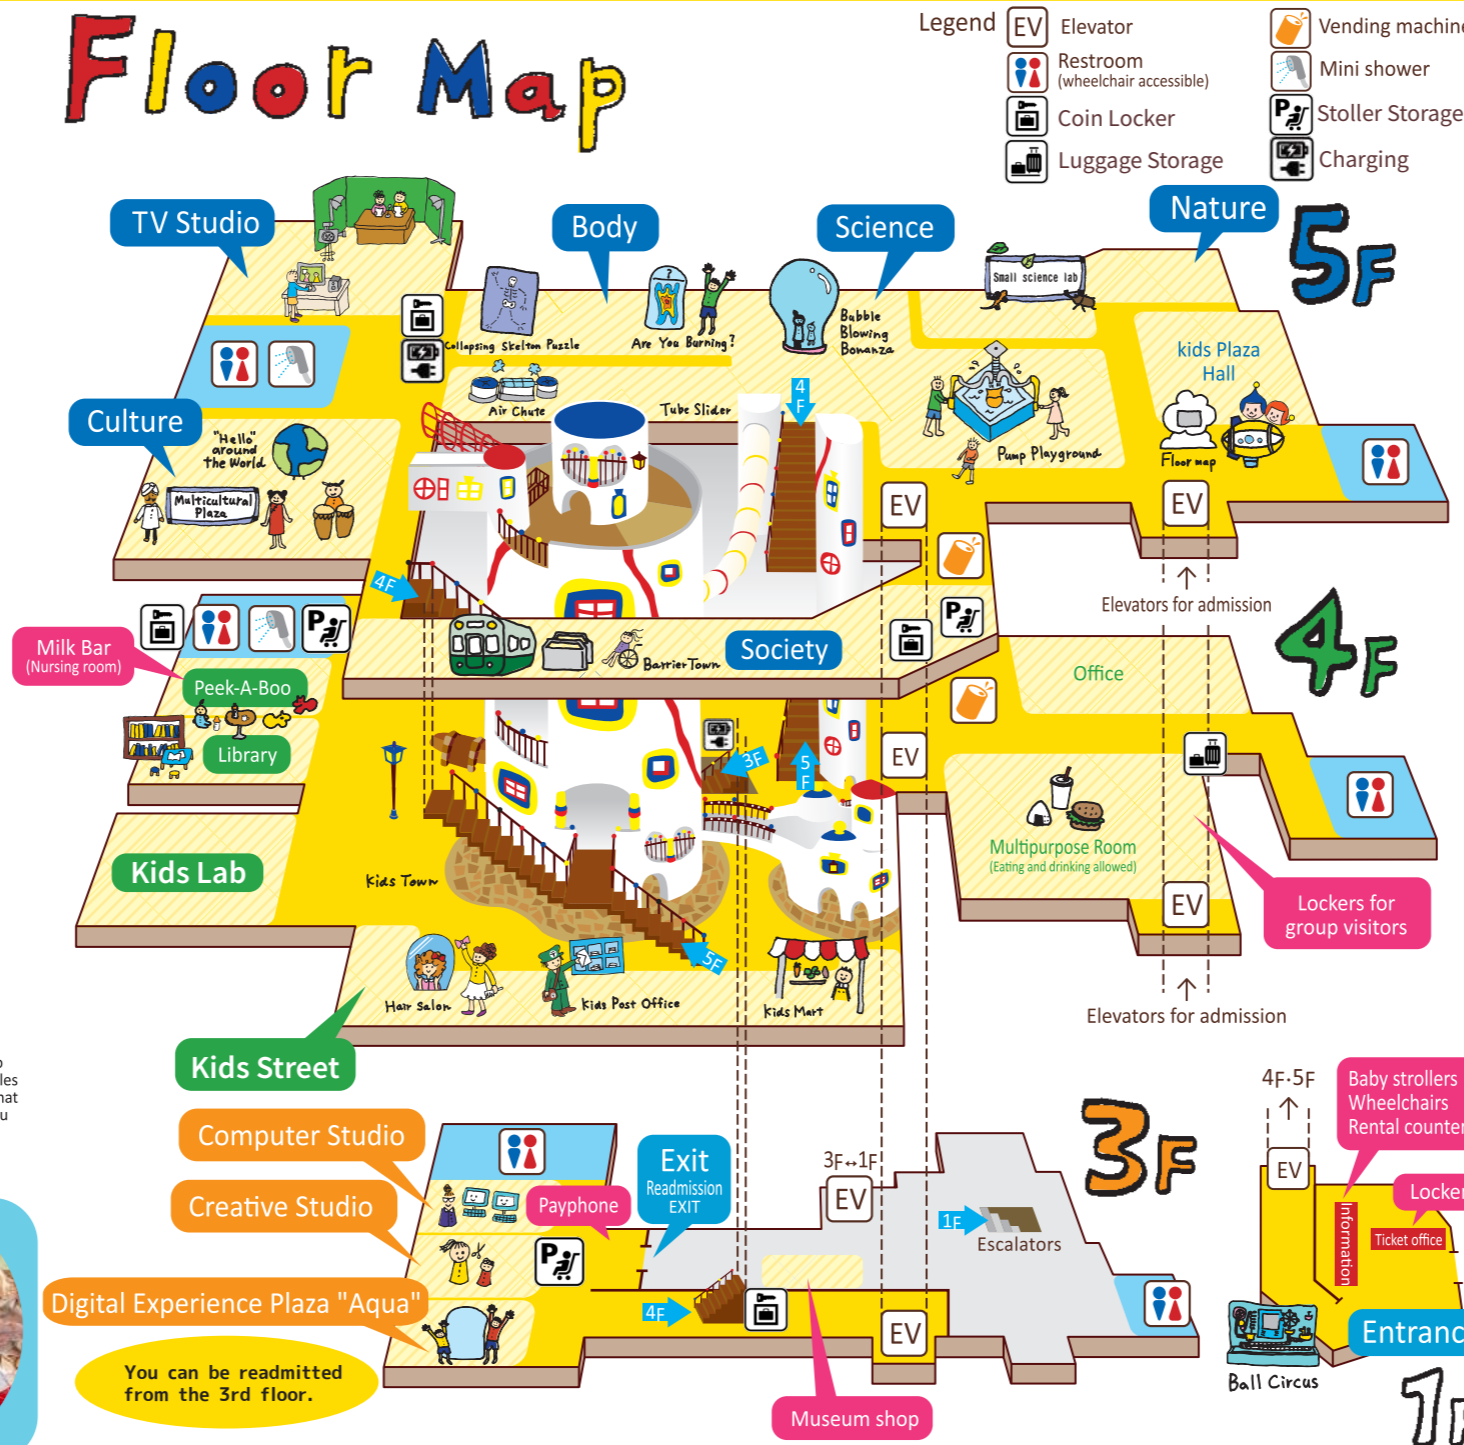 Floor Map
Legend
EV
Elevator
Restroom
(wheelchair accessible)
Coin Locker
Luggage Storage
Vending machine
Mini shower
P
Stoller Storage
Charging
5F
TV Studio
Body
Science
Nature
Small science lab
Collapsing Skelton Puzzle
?
Are You Burning?
Bubble
Blowing
Bonanza
kids Plaza
Hall
Air Chute
Tube Slider
4F
Pump Playground
Floor map
Culture
"Hello"
around
the World
Multicultural
Plaza
EV
EV
4F
Elevators for admission
Barrier Town
Society
P
4F
P
Milk Bar
(Nursing room)
Peek-A-Boo
Library
Office
3F
5F
EV
Kids Lab
Kids Town
Multipurpose Room
(Eating and drinking allowed)
EV
Lockers for
group visitors
5F
Hair Salon
Kids Post Office
Kids Mart
Elevators for admission
Kids Street
les
hat
u
3F
Computer Studio
Creative Studio
Digital Experience Plaza "Aqua"
You can be readmitted
from the 3rd floor.
Payphone
Exit
Readmission
EXIT
P
3F↔1F
EV
1F
Escalators
4F
EV
Museum shop
4F·5F
EV
Baby strollers
Wheelchairs
Rental counter
Locker
Information
Ticket office
Entranc
Ball Circus
1F